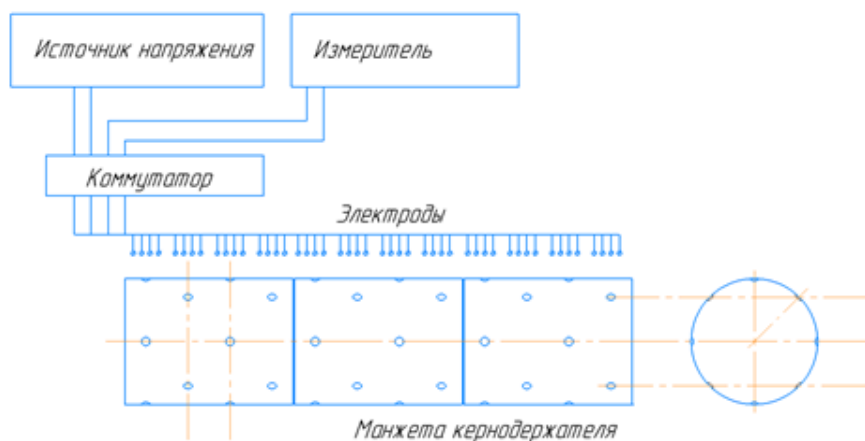 Источник напряжения
Измеритель
Коммутатор
Электроды
Манжета кернодержателя